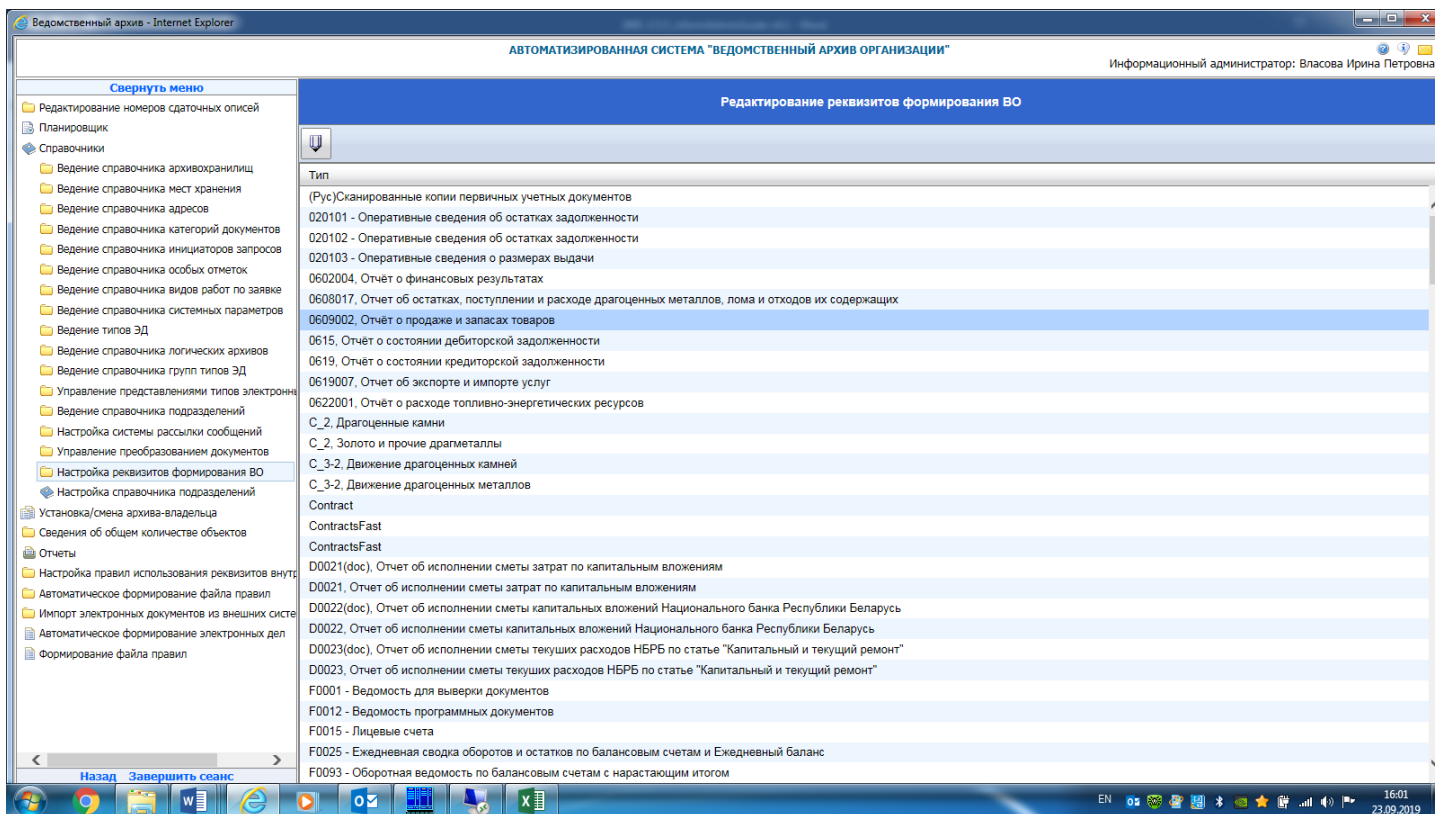 Ведомственный архив - Internet Explorer
АВТОМАТИЗИРОВАННАЯ СИСТЕМА "ВЕДОМСТВЕННЫЙ АРХИВ ОРГАНИЗАЦИИ"
Информационный администратор: Власова Ирина Петровна
Свернуть меню
Редактирование номеров сдаточных описей
Планировщик
Справочники
Ведение справочника архивохранилищ
Ведение справочника мест хранения
Ведение справочника адресов
Ведение справочника категорий документов
Ведение справочника инициаторов запросов
Ведение справочника особых отметок
Ведение справочника видов работ по заявке
Ведение справочника системных параметров
Ведение типов ЭД
Ведение справочника логических архивов
Ведение справочника групп типов ЭД
Управление представлениями типов электронны
Ведение справочника подразделений
Настройка системы рассылки сообщений
Управление преобразованием документов
Настройка реквизитов формирования ВО
Настройка справочника подразделений
Установка/смена архива-владельца
Сведения об общем количестве объектов
Отчеты
Настройка правил использования реквизитов внутр
Автоматическое формирование файла правил
Импорт электронных документов из внешних систе
Автоматическое формирование электронных дел
Формирование файла правил
Назад Завершить сеанс
Редактирование реквизитов формирования ВО
Тип
(Рус)Сканированные копии первичных учетных документов
020101 - Оперативные сведения об остатках задолженности
020102 - Оперативные сведения об остатках задолженности
020103 - Оперативные сведения о размерах выдачи
0602004, Отчёт о финансовых результатах
0608017, Отчет об остатках, поступлении и расходе драгоценных металлов, лома и отходов их содержащих
0609002, Отчёт о продаже и запасах товаров
0615, Отчёт о состоянии дебиторской задолженности
0619, Отчёт о состоянии кредиторской задолженности
0619007, Отчет об экспорте и импорте услуг
0622001, Отчёт о расходе топливно-энергетических ресурсов
C_2, Драгоценные камни
C_2, Золото и прочие драгметаллы
C_3-2, Движение драгоценных камней
C_3-2, Движение драгоценных металлов
Contract
ContractsFast
ContractsFast
D0021(doc), Отчет об исполнении сметы затрат по капитальным вложениям
D0021, Отчет об исполнении сметы затрат по капитальным вложениям
D0022(doc), Отчет об исполнении сметы капитальных вложений Национального банка Республики Беларусь
D0022, Отчет об исполнении сметы капитальных вложений Национального банка Республики Беларусь
D0023(doc), Отчет об исполнении сметы текуших расходов НБРБ по статье "Капитальный и текущий ремонт"
D0023, Отчет об исполнении сметы текуших расходов НБРБ по статье "Капитальный и текущий ремонт"
F0001 - Ведомость для выверки документов
F0012 - Ведомость программных документов
F0015 - Лицевые счета
F0025 - Ежедневная сводка оборотов и остатков по балансовым счетам и Ежедневный баланс
F0093 - Оборотная ведомость по балансовым счетам с нарастающим итогом
EN
16:01
23.09.2019